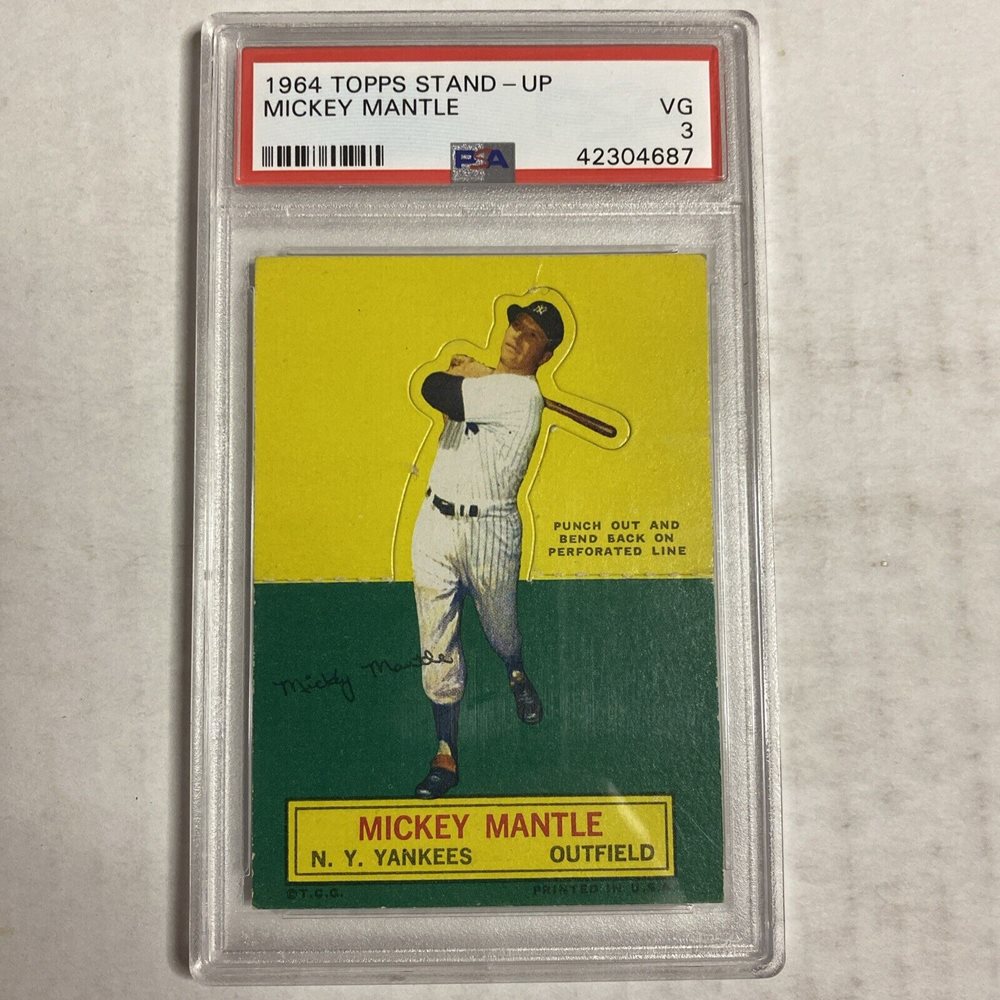 1964 TOPPS STAND-UP
MICKEY MANTLE VG
3
PSA 42304687
NY
PUNCH OUT AND
BEND BACK ON
PERFORATED LINE
Micky Mantle
MICKEY MANTLE
N. Y. YANKEES OUTFIELD
©T.C.G. PRINTED IN U.S.A.